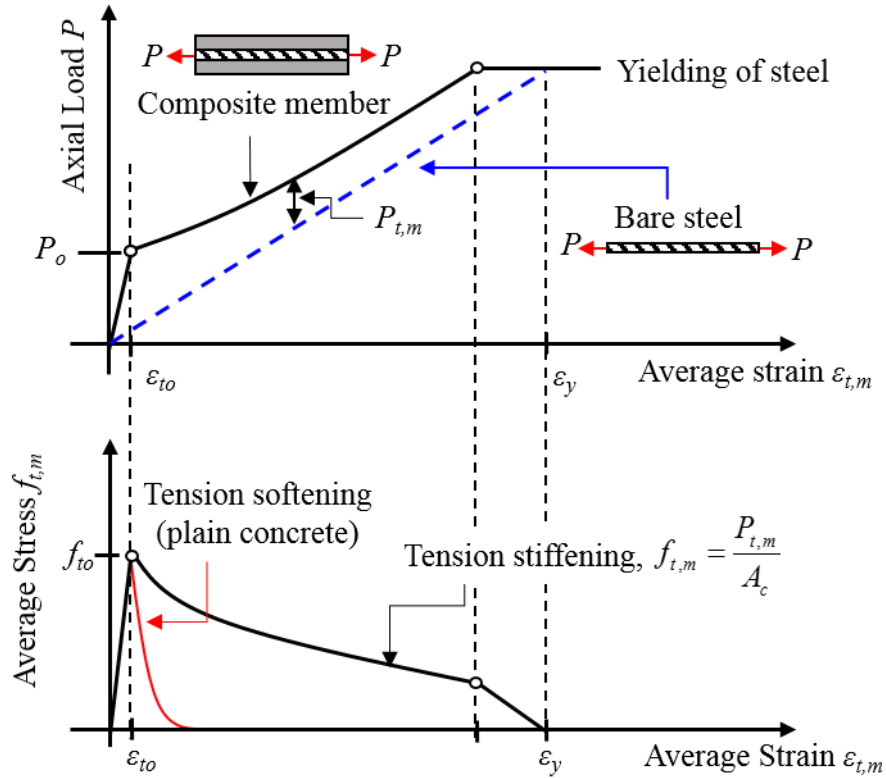 Axial Load P
P P
Composite member
Yielding of steel
P_{t,m}
Bare steel
P P
P_o
ε_{to}
ε_y
Average strain ε_{t,m}
Average Stress f_{t,m}
Tension softening
(plain concrete)
f_{to}
Tension stiffening, f_{t,m} = \frac{P_{t,m}}{A_c}
ε_{to}
ε_y
Average Strain ε_{t,m}